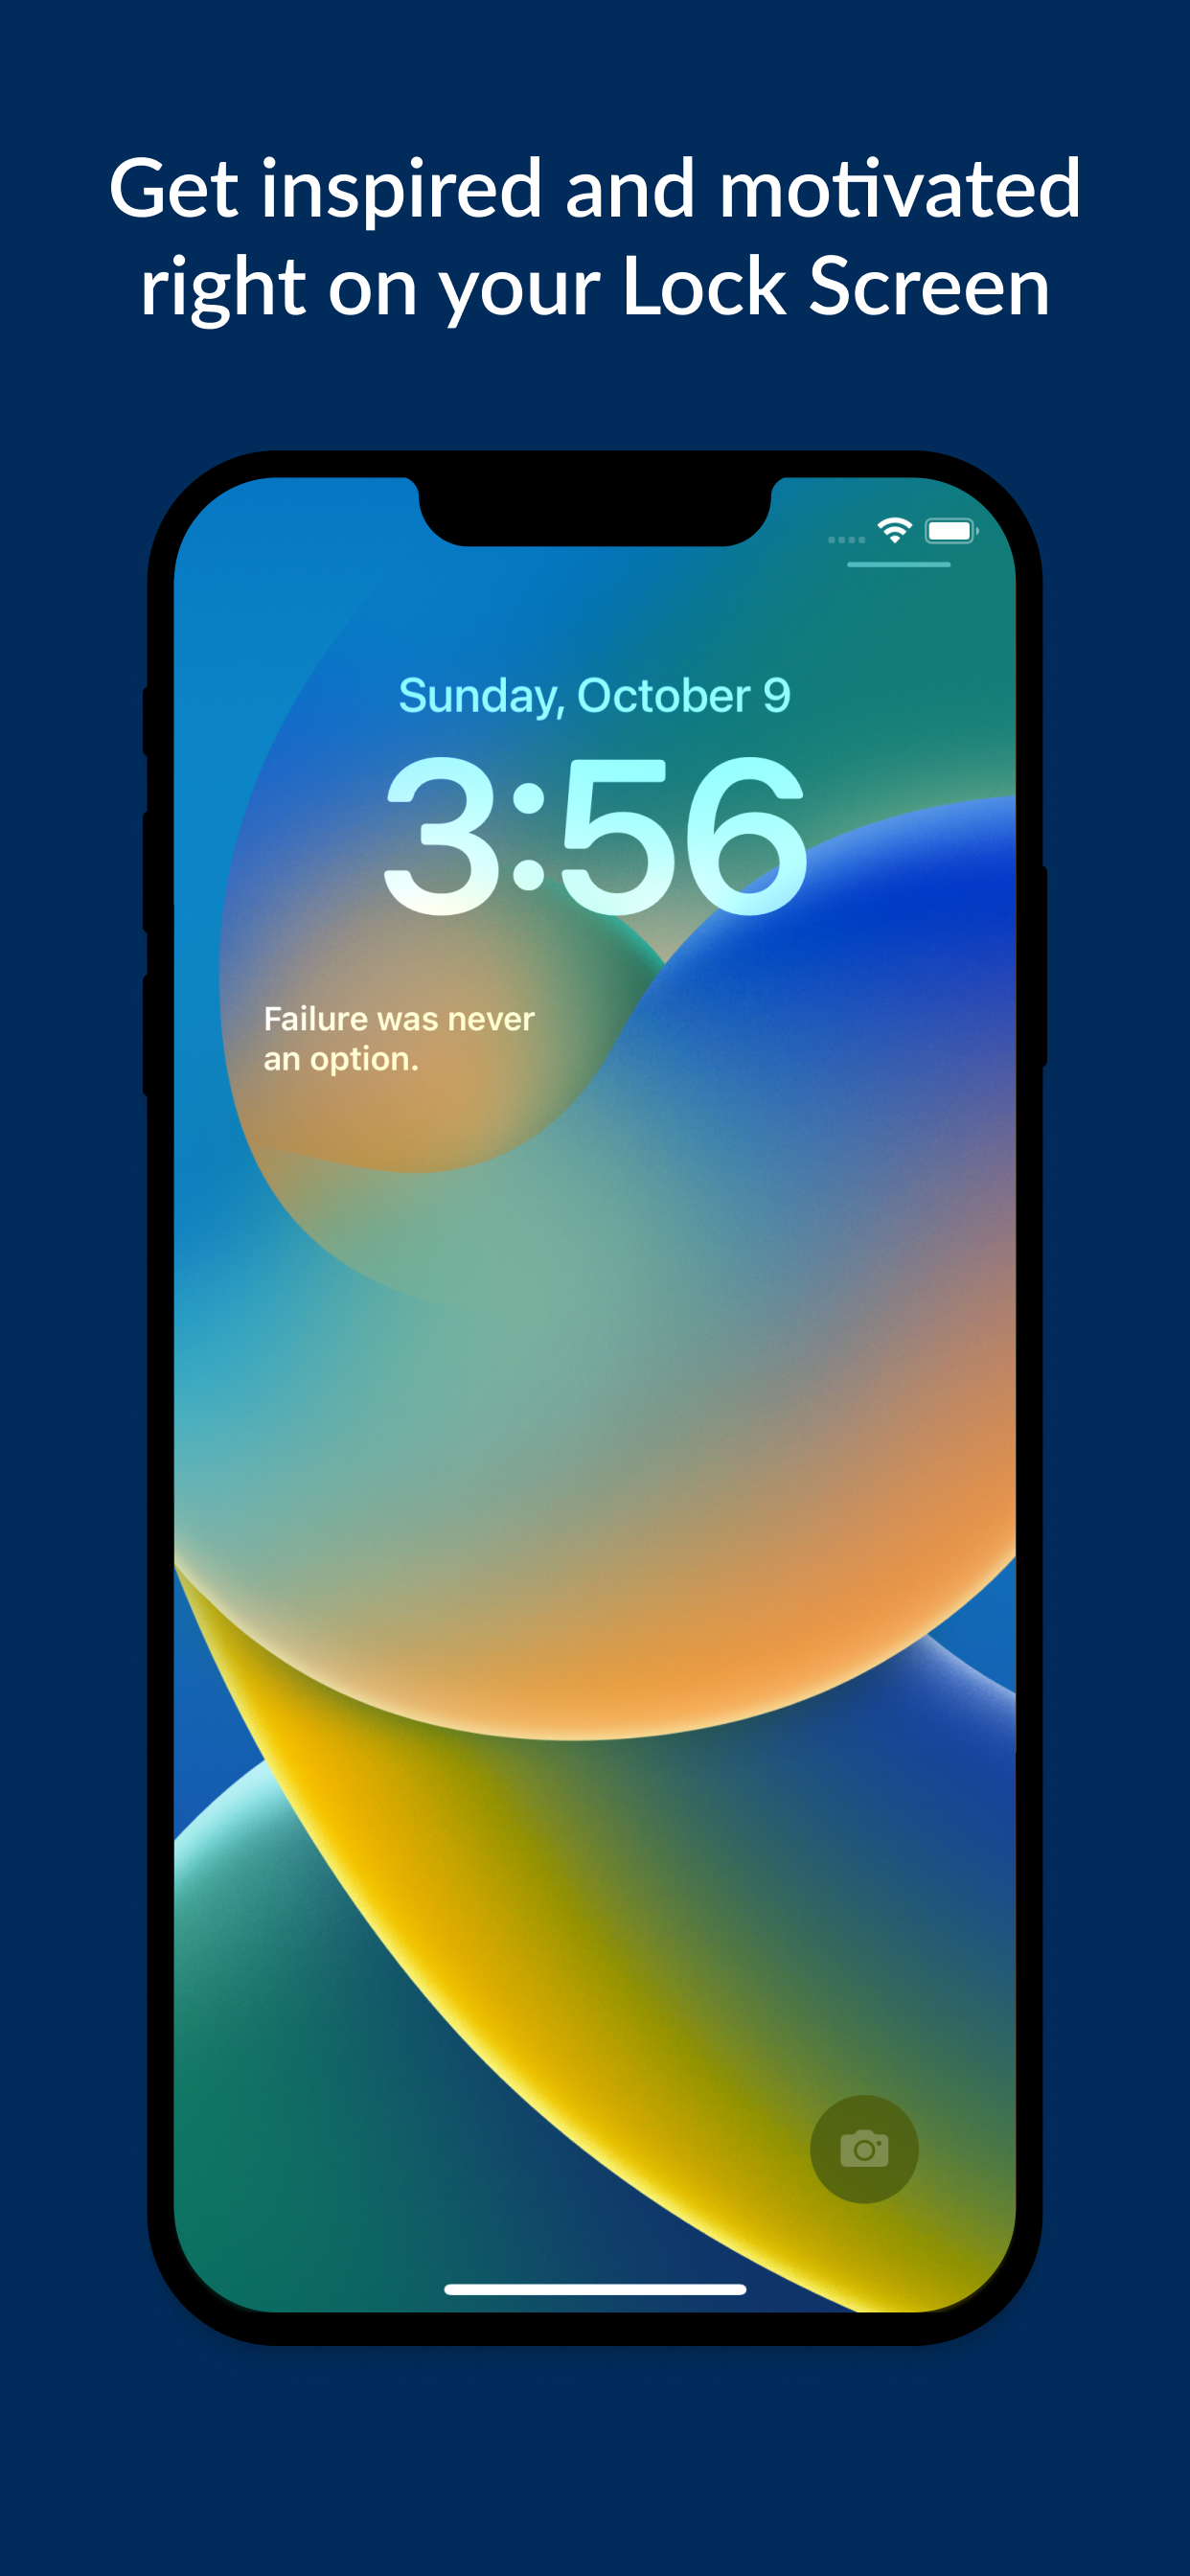 Get inspired and motivated
right on your Lock Screen
Sunday, October 9
3:56
Failure was never
an option.